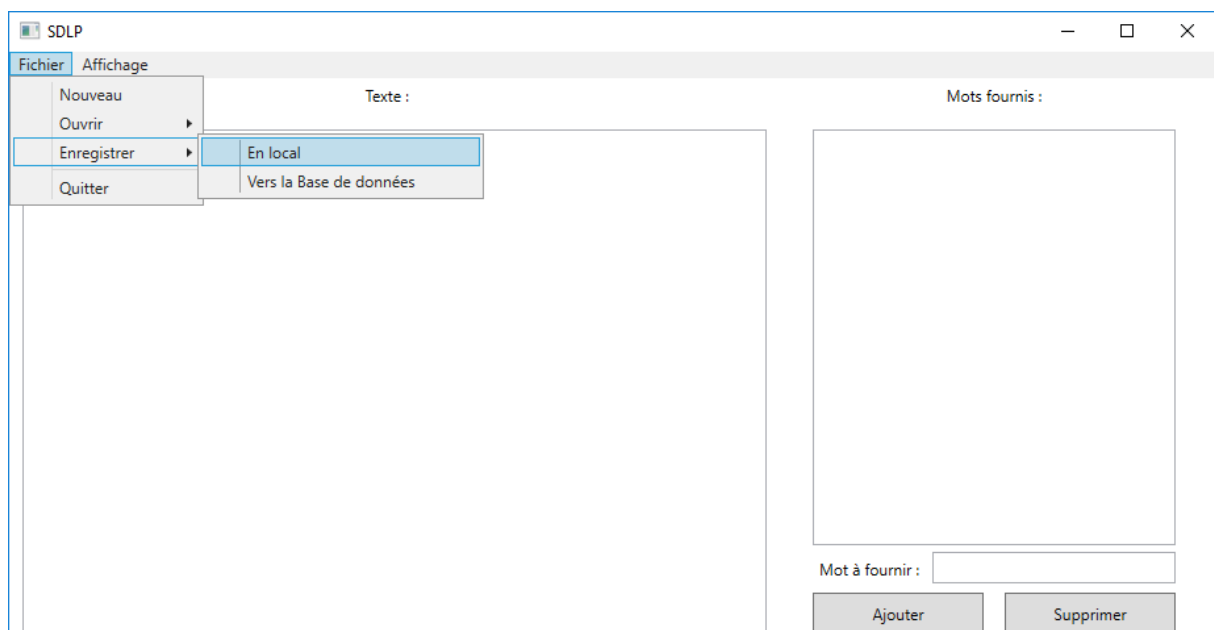 SDLP
Fichier Affichage
Nouveau
Ouvrir
Enregistrer
Quitter
En local
Vers la Base de données
Texte :
Mots fournis :
Mot à fournir :
Ajouter
Supprimer